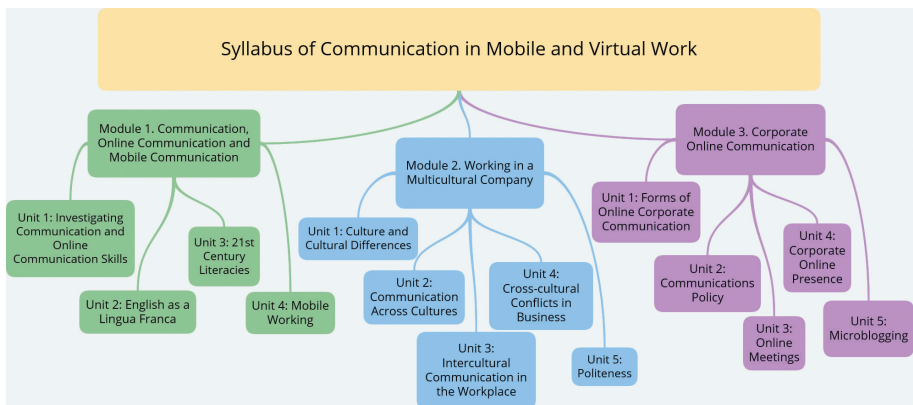 Syllabus of Communication in Mobile and Virtual Work
Module 1. Communication,
Online Communication and
Mobile Communication
Unit 1: Investigating
Communication and
Online
Communication Skills
Unit 2: English as a
Lingua Franca
Unit 3: 21st
Century
Literacies
Unit 4: Mobile
Working
Module 2. Working in a
Multicultural Company
Unit 1: Culture and
Cultural Differences
Unit 2:
Communication
Across Cultures
Unit 3:
Intercultural
Communication in
the Workplace
Unit 4:
Cross-cultural
Conflicts in
Business
Unit 5:
Politeness
Module 3. Corporate
Online Communication
Unit 1: Forms of
Online Corporate
Communication
Unit 2:
Communications
Policy
Unit 3:
Online
Meetings
Unit 4:
Corporate
Online
Presence
Unit 5:
Microblogging